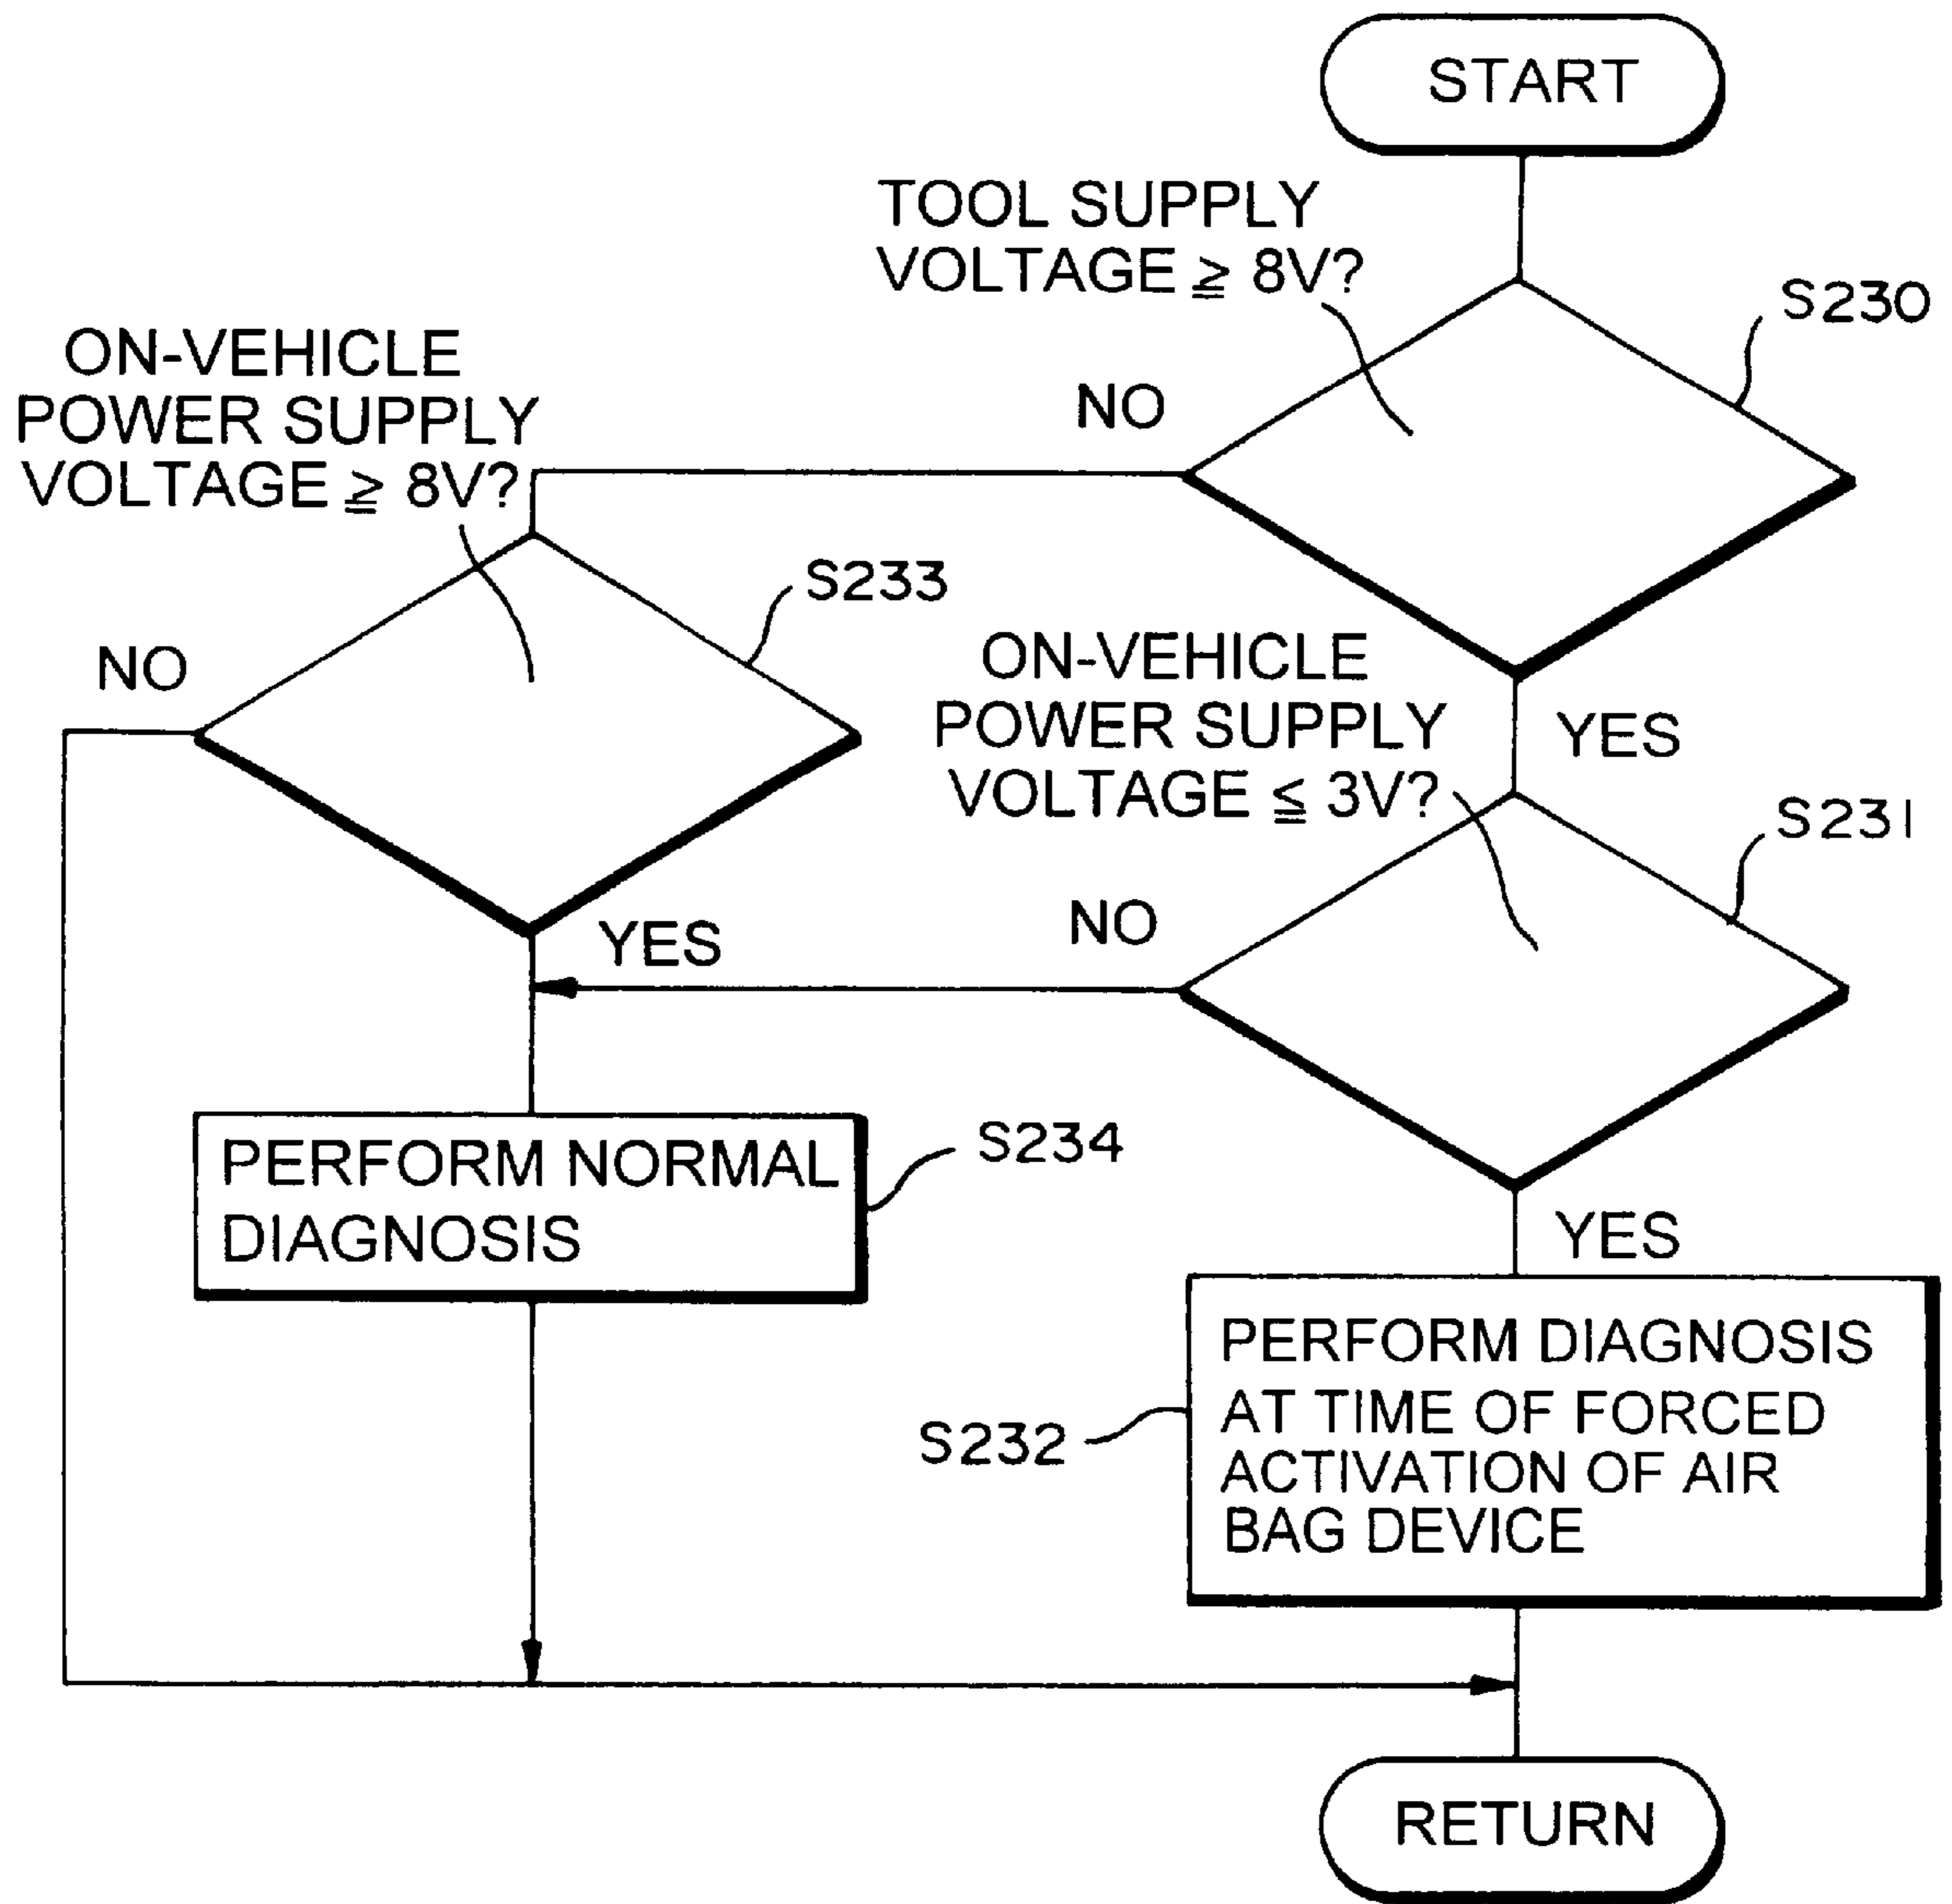 START
TOOL SUPPLY
VOLTAGE ≧ 8V?
S230
NO
YES
ON-VEHICLE
POWER SUPPLY
VOLTAGE ≧ 8V?
S233
NO
YES
ON-VEHICLE
POWER SUPPLY
VOLTAGE ≦ 3V?
S231
NO
YES
PERFORM NORMAL
DIAGNOSIS
S234
PERFORM DIAGNOSIS
AT TIME OF FORCED
ACTIVATION OF AIR
BAG DEVICE
S232
RETURN